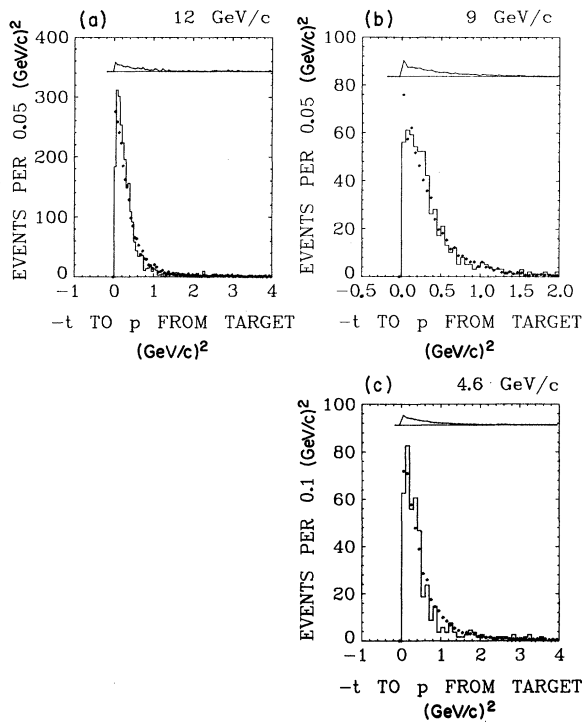 (a) 12 GeV/c
EVENTS PER 0.05 (GeV/c)²
400
300
200
100
0
−1 0 1 2 3 4
−t TO p FROM TARGET
(GeV/c)²
(b) 9 GeV/c
EVENTS PER 0.05 (GeV/c)²
100
80
60
40
20
0
−0.5 0.0 0.5 1.0 1.5 2.0
−t TO p FROM TARGET
(GeV/c)²
(c) 4.6 GeV/c
EVENTS PER 0.1 (GeV/c)²
100
80
60
40
20
0
−1 0 1 2 3 4
−t TO p FROM TARGET
(GeV/c)²